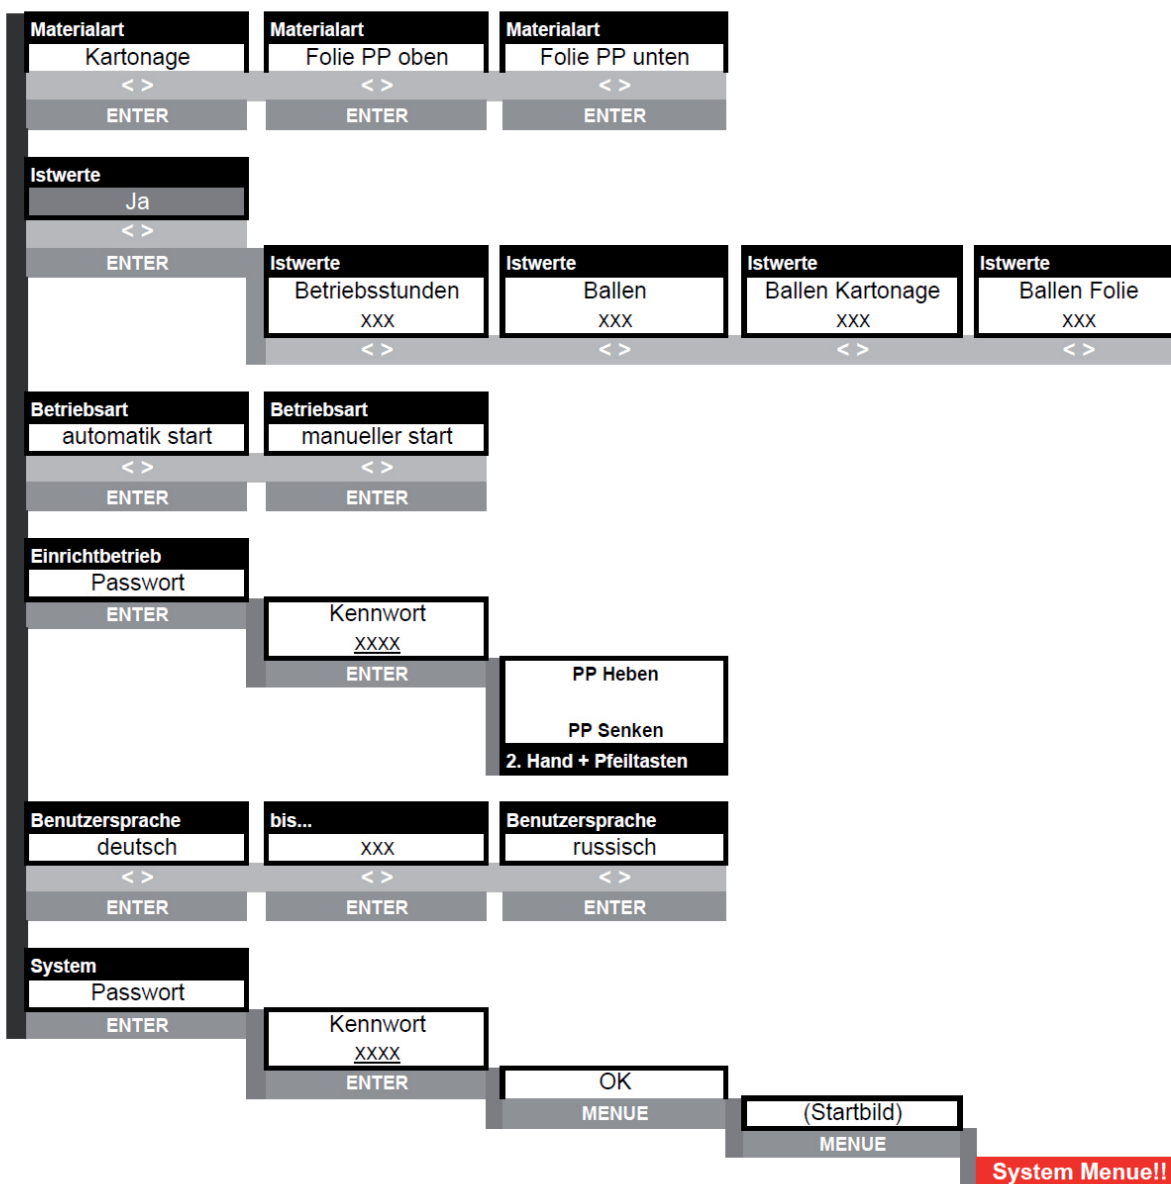 Materialart Materialart Materialart
Kartonage Folie PP oben Folie PP unten
< > < > < >
ENTER ENTER ENTER
Istwerte
Ja
< >
ENTER
Istwerte Istwerte Istwerte Istwerte
Betriebsstunden Ballen Ballen Kartonage Ballen Folie
xxx xxx xxx xxx
< > < > < > < >
Betriebsart Betriebsart
automatik start manueller start
< > < >
ENTER ENTER
Einrichtbetrieb
Passwort
ENTER
Kennwort
xxxx
ENTER
PP Heben
PP Senken
2. Hand + Pfeiltasten
Benutzersprache bis... Benutzersprache
deutsch xxx russisch
< > < > < >
ENTER ENTER ENTER
System
Passwort
ENTER
Kennwort
xxxx
ENTER
OK
MENUE
(Startbild)
MENUE
System Menue!!